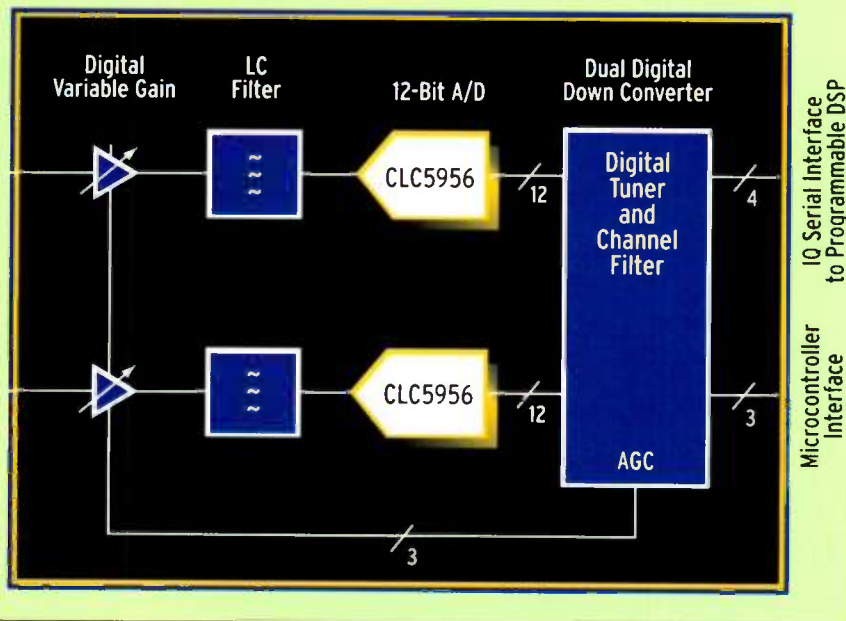 Digital
Variable Gain
LC
Filter
12-Bit A/D
Dual Digital
Down Converter
CLC5956
12
Digital
Tuner
and
Channel
Filter
4
IQ Serial Interface
to Programmable DSP
~
~
~
CLC5956
12
~
~
~
AGC
3
Microcontroller
Interface
3